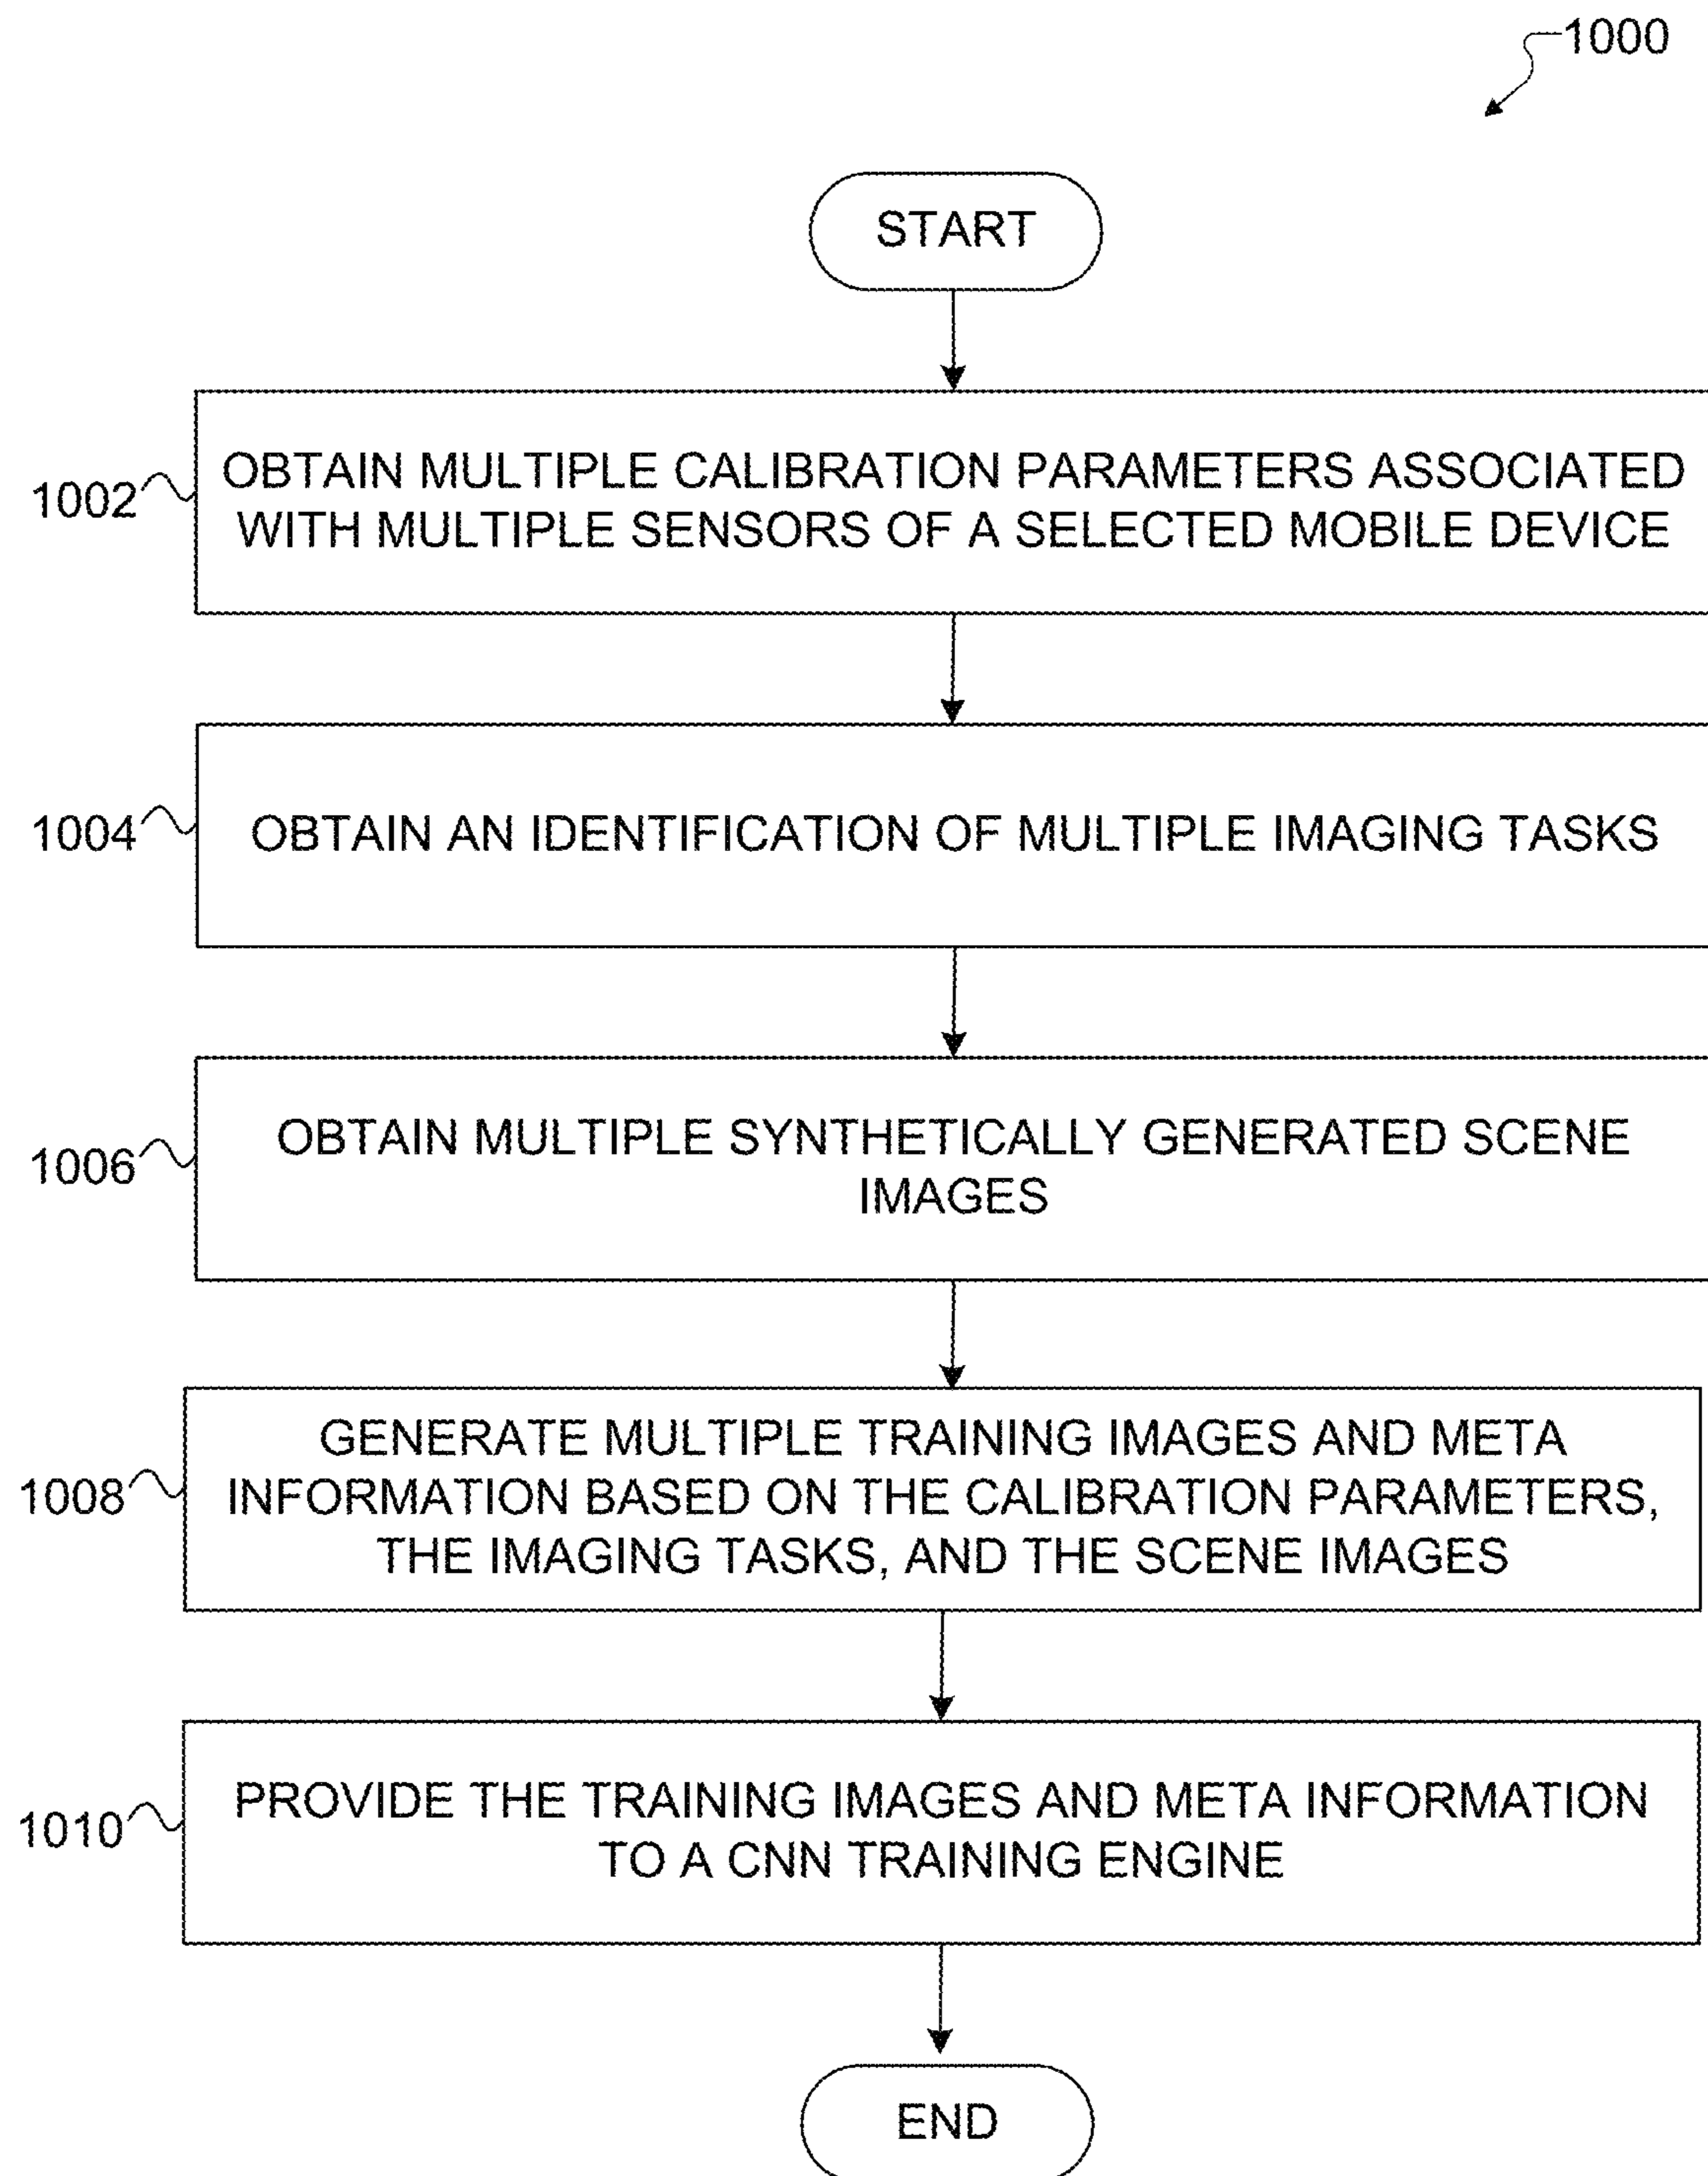 1000
START
1002
OBTAIN MULTIPLE CALIBRATION PARAMETERS ASSOCIATED
WITH MULTIPLE SENSORS OF A SELECTED MOBILE DEVICE
1004
OBTAIN AN IDENTIFICATION OF MULTIPLE IMAGING TASKS
1006
OBTAIN MULTIPLE SYNTHETICALLY GENERATED SCENE
IMAGES
1008
GENERATE MULTIPLE TRAINING IMAGES AND META
INFORMATION BASED ON THE CALIBRATION PARAMETERS,
THE IMAGING TASKS, AND THE SCENE IMAGES
1010
PROVIDE THE TRAINING IMAGES AND META INFORMATION
TO A CNN TRAINING ENGINE
END